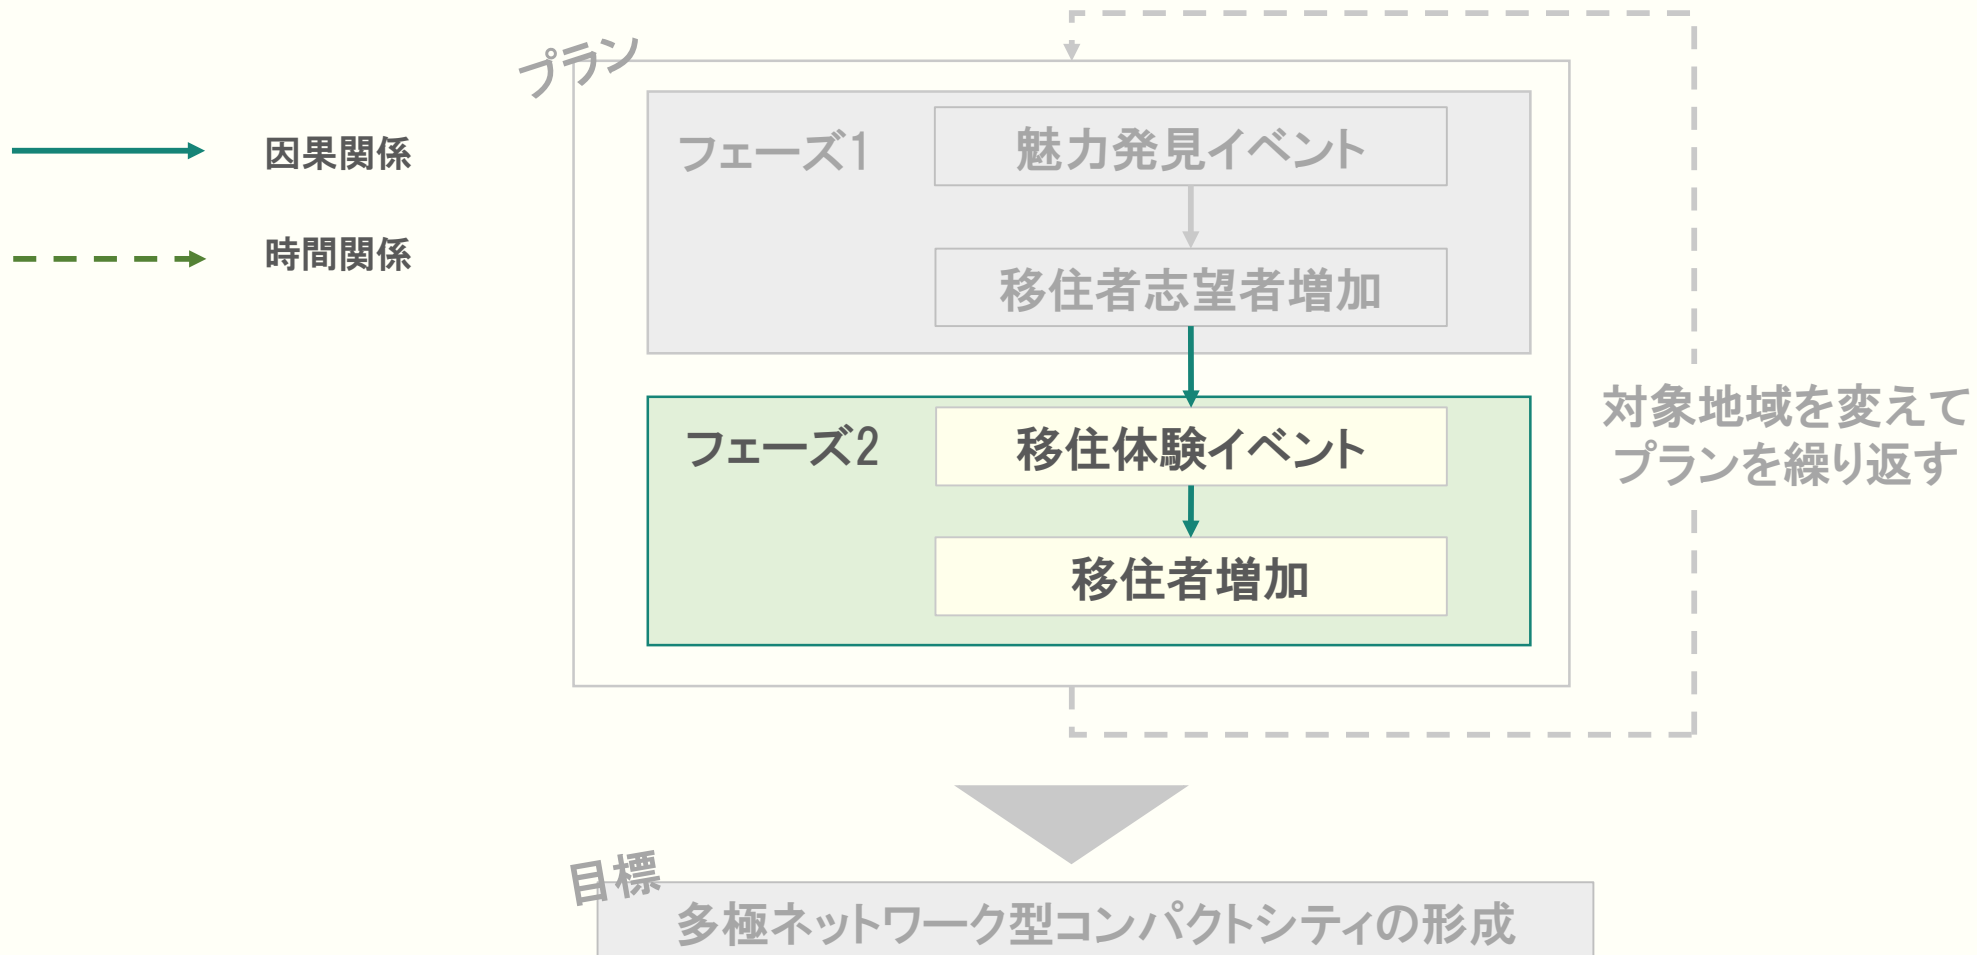 プラン
因果関係
時間関係
フェーズ1
魅力発見イベント
移住者志望者増加
フェーズ2
移住体験イベント
移住者増加
対象地域を変えて
プランを繰り返す
目標
多極ネットワーク型コンパクトシティの形成